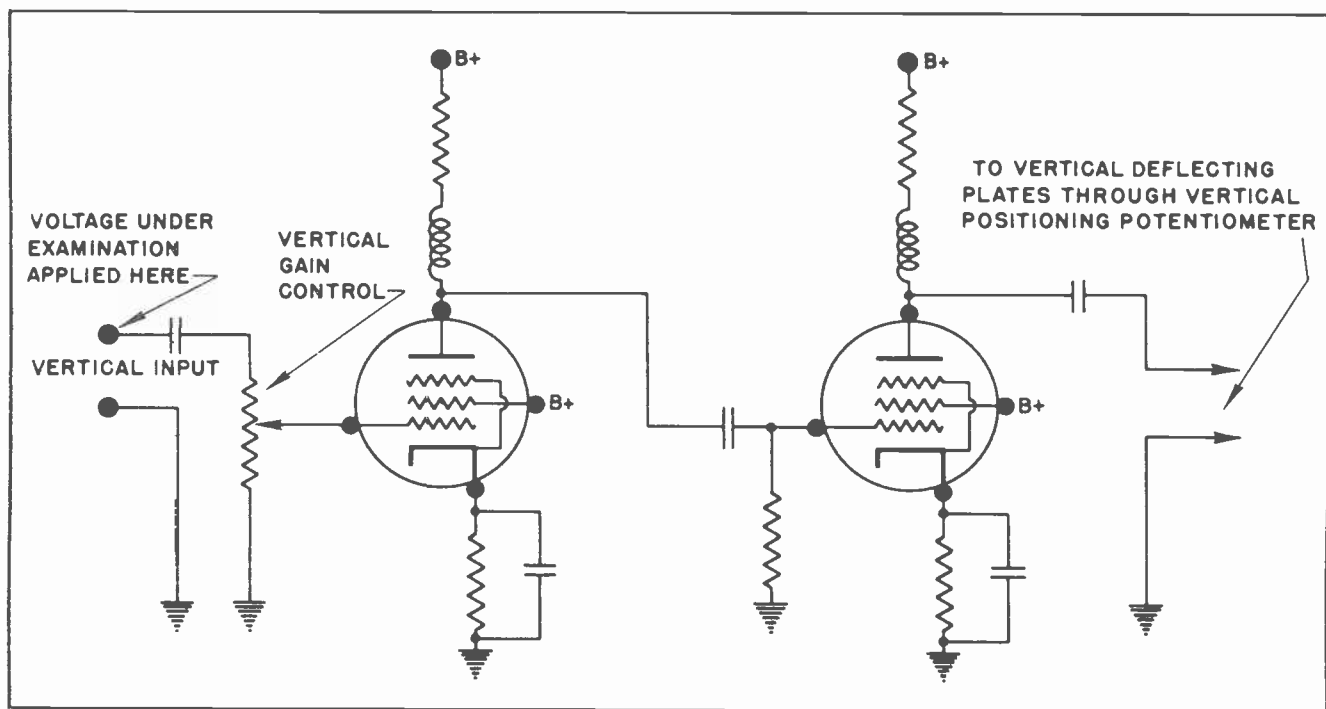 B+
B+
TO VERTICAL DEFLECTING
PLATES THROUGH VERTICAL
POSITIONING POTENTIOMETER
VOLTAGE UNDER
EXAMINATION
APPLIED HERE
VERTICAL
GAIN
CONTROL
VERTICAL INPUT
B+
B+